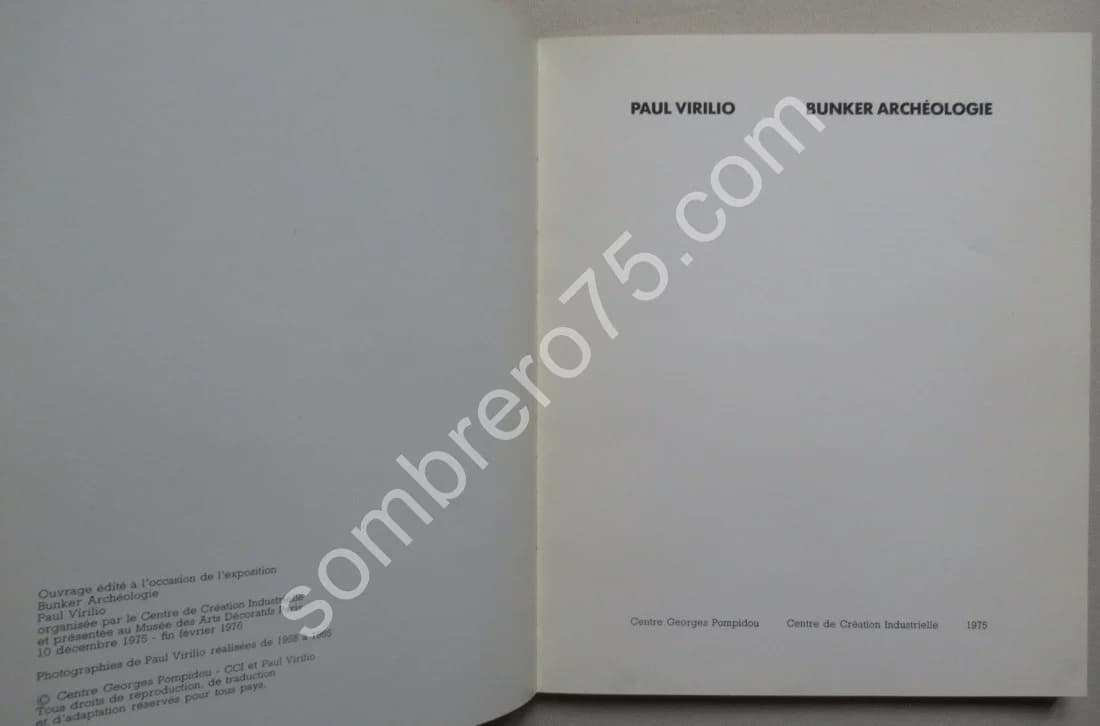 Ouvrage édité à l'occasion de l'exposition
Bunker Archéologie
Paul Virilio
organisée par le Centre de Création Industrielle
et présentée au Musée des Arts Décoratifs Paris
10 décembre 1975 - fin février 1976
Photographies de Paul Virilio réalisées de 1958 à 1965
© Centre Georges Pompidou - CCI et Paul Virilio
Tous droits de reproduction, de traduction
et d'adaptation réservés pour tous pays.
PAUL VIRILIO BUNKER ARCHÉOLOGIE
Centre Georges Pompidou Centre de Création Industrielle 1975
sombrero75.com